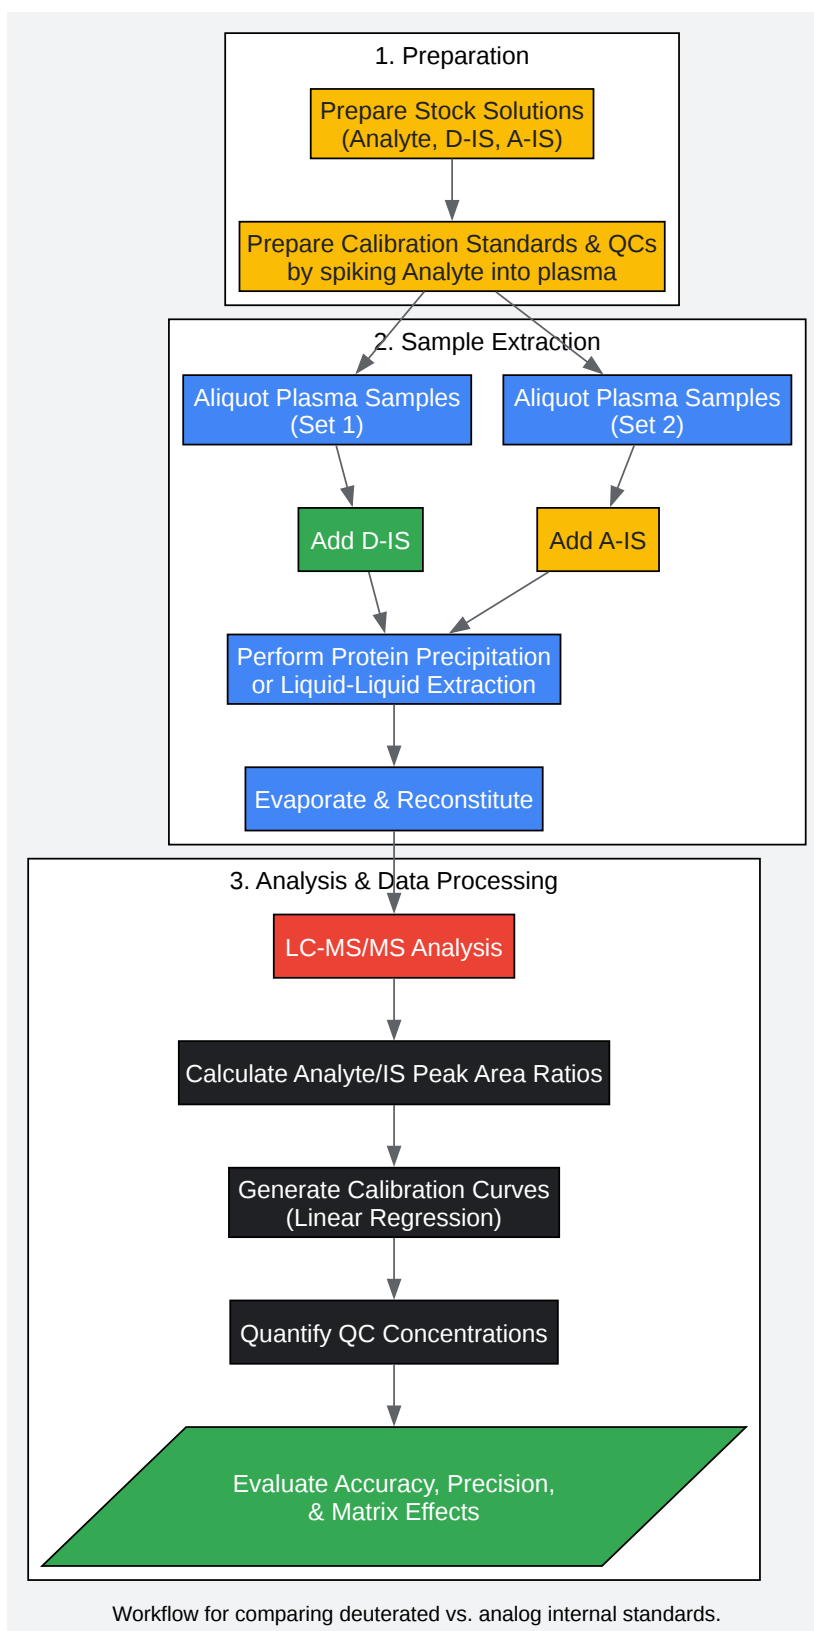 1. Preparation
Prepare Stock Solutions
(Analyte, D-IS, A-IS)
Prepare Calibration Standards & QCs
by spiking Analyte into plasma
2. Sample Extraction
Aliquot Plasma Samples
(Set 1)
Aliquot Plasma Samples
(Set 2)
Add D-IS
Add A-IS
Perform Protein Precipitation
or Liquid-Liquid Extraction
Evaporate & Reconstitute
3. Analysis & Data Processing
LC-MS/MS Analysis
Calculate Analyte/IS Peak Area Ratios
Generate Calibration Curves
(Linear Regression)
Quantify QC Concentrations
Evaluate Accuracy, Precision,
& Matrix Effects
Workflow for comparing deuterated vs. analog internal standards.